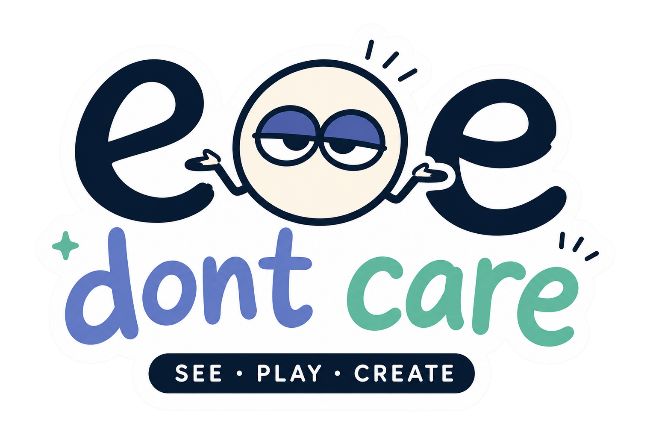 eoe
dont care
SEE • PLAY • CREATE